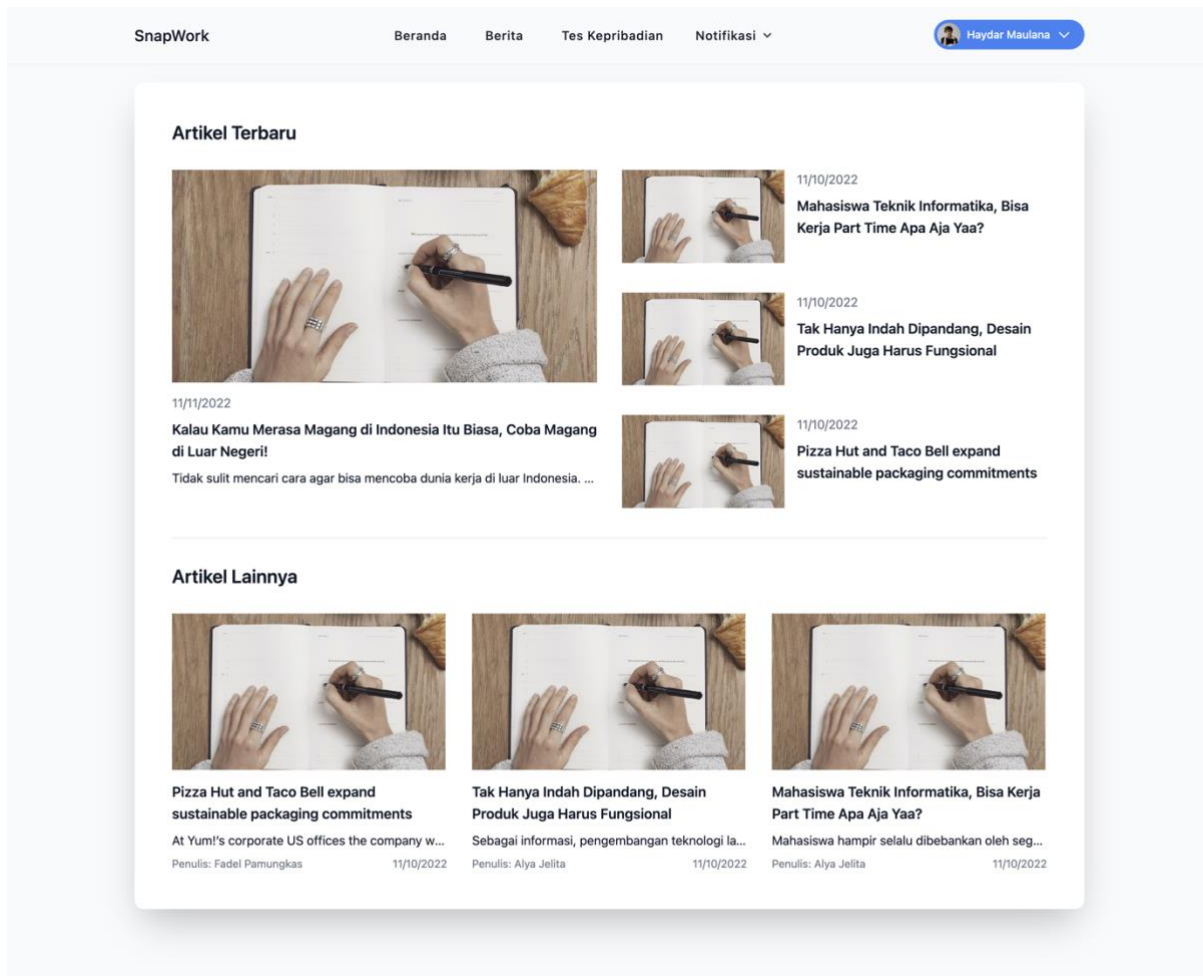 SnapWork
Beranda
Berita
Tes Kepribadian
Notifikasi
Haydar Maulana
Artikel Terbaru
11/11/2022
Kalau Kamu Merasa Magang di Indonesia Itu Biasa, Coba Magang
di Luar Negeri!
Tidak sulit mencari cara agar bisa mencoba dunia kerja di luar Indonesia. ...
11/10/2022
Mahasiswa Teknik Informatika, Bisa
Kerja Part Time Apa Aja Yaa?
11/10/2022
Tak Hanya Indah Dipandang, Desain
Produk Juga Harus Fungsional
11/10/2022
Pizza Hut and Taco Bell expand
sustainable packaging commitments
Artikel Lainnya
Pizza Hut and Taco Bell expand
sustainable packaging commitments
At Yum!'s corporate US offices the company w...
Penulis: Fadel Pamungkas
11/10/2022
Tak Hanya Indah Dipandang, Desain
Produk Juga Harus Fungsional
Sebagai informasi, pengembangan teknologi la...
Penulis: Alya Jelita
11/10/2022
Mahasiswa Teknik Informatika, Bisa Kerja
Part Time Apa Aja Yaa?
Mahasiswa hampir selalu dibebankan oleh seg...
Penulis: Alya Jelita
11/10/2022